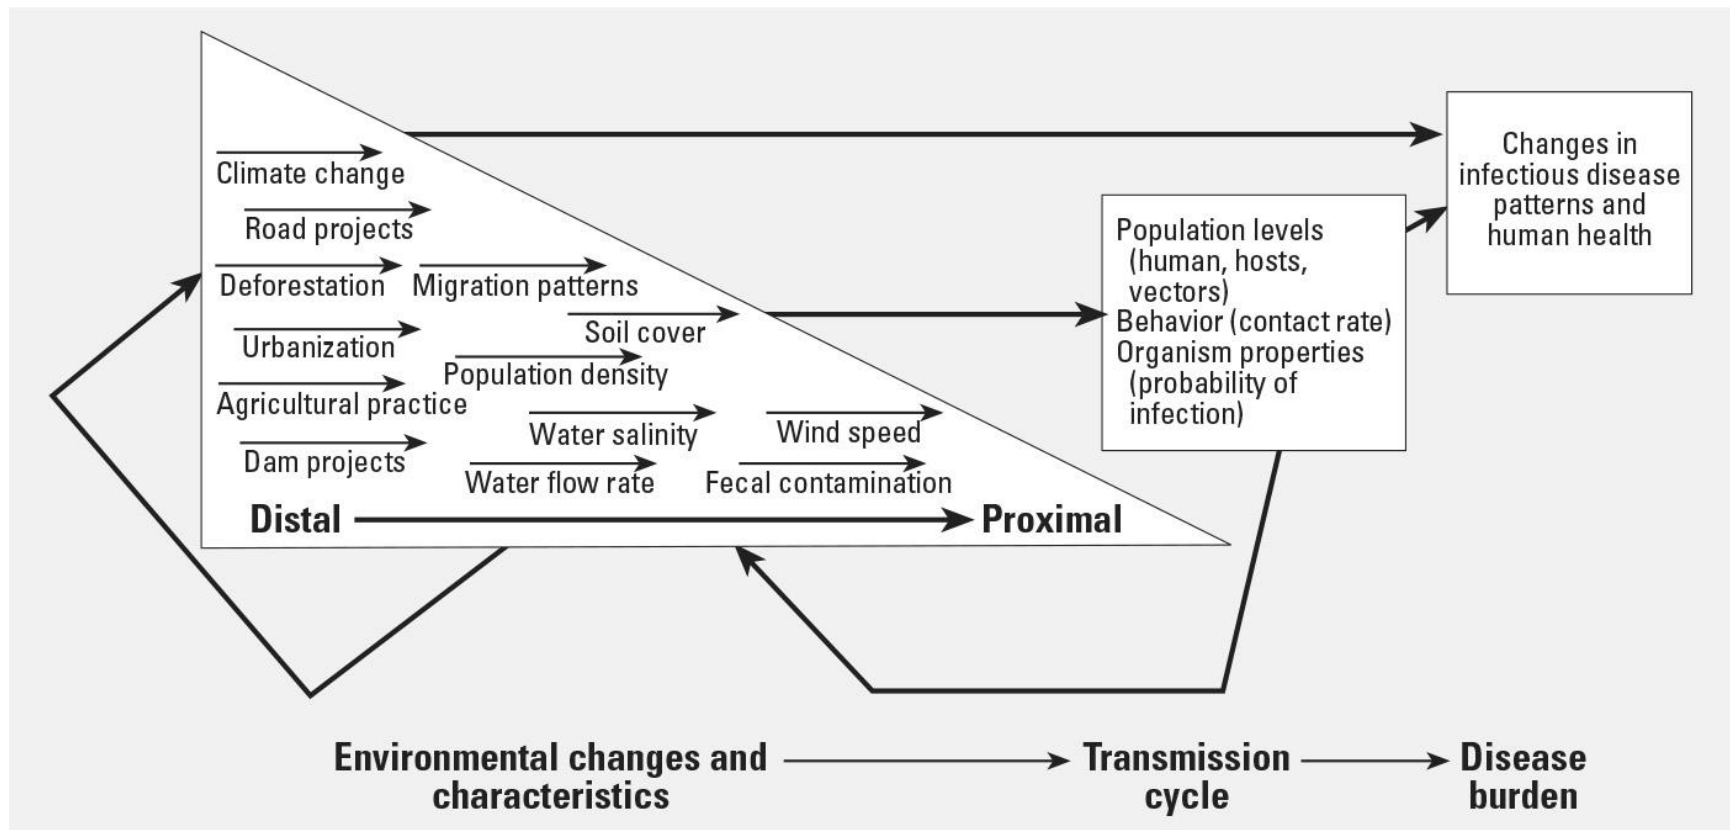 Climate change
Road projects
Deforestation
Migration patterns
Soil cover
Urbanization
Population density
Agricultural practice
Water salinity
Wind speed
Dam projects
Water flow rate
Fecal contamination
Distal
Proximal
Population levels
(human, hosts,
vectors)
Behavior (contact rate)
Organism properties
(probability of
infection)
Changes in
infectious disease
patterns and
human health
Environmental changes and
characteristics
Transmission
cycle
Disease
burden